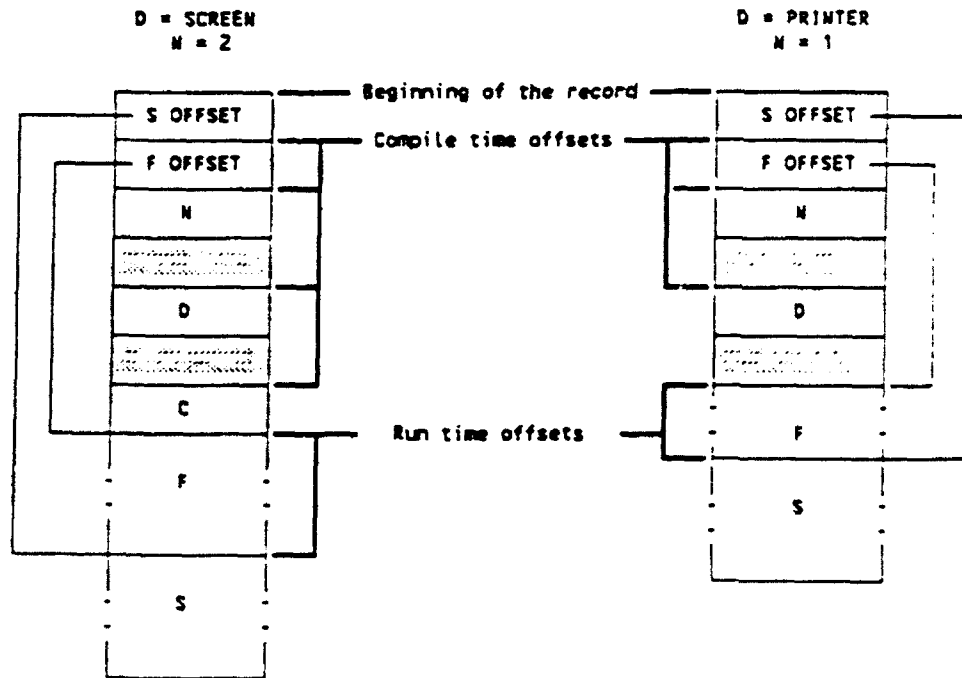 D = SCREEN
N = 2
D = PRINTER
N = 1
Beginning of the record
S OFFSET
S OFFSET
Compile time offsets
F OFFSET
F OFFSET
N
N
D
D
C
Run time offsets
F
F
S
S